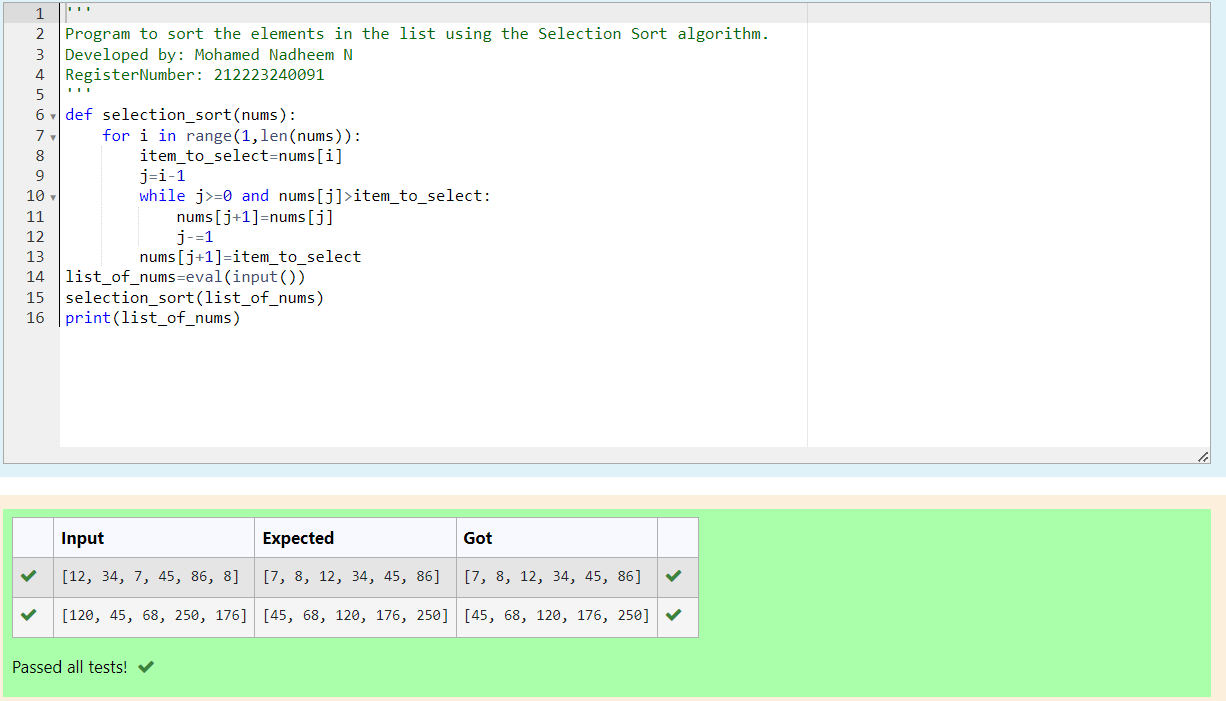 1 '''
2 Program to sort the elements in the list using the Selection Sort algorithm.
3 Developed by: Mohamed Nadheem N
4 RegisterNumber: 212223240091
5 '''
6 def selection_sort(nums):
7     for i in range(1,len(nums)):
8         item_to_select=nums[i]
9         j=i-1
10         while j>=0 and nums[j]>item_to_select:
11             nums[j+1]=nums[j]
12             j-=1
13         nums[j+1]=item_to_select
14 list_of_nums=eval(input())
15 selection_sort(list_of_nums)
16 print(list_of_nums)
Input Expected Got
[12, 34, 7, 45, 86, 8] [7, 8, 12, 34, 45, 86] [7, 8, 12, 34, 45, 86]
[120, 45, 68, 250, 176] [45, 68, 120, 176, 250] [45, 68, 120, 176, 250]
Passed all tests!